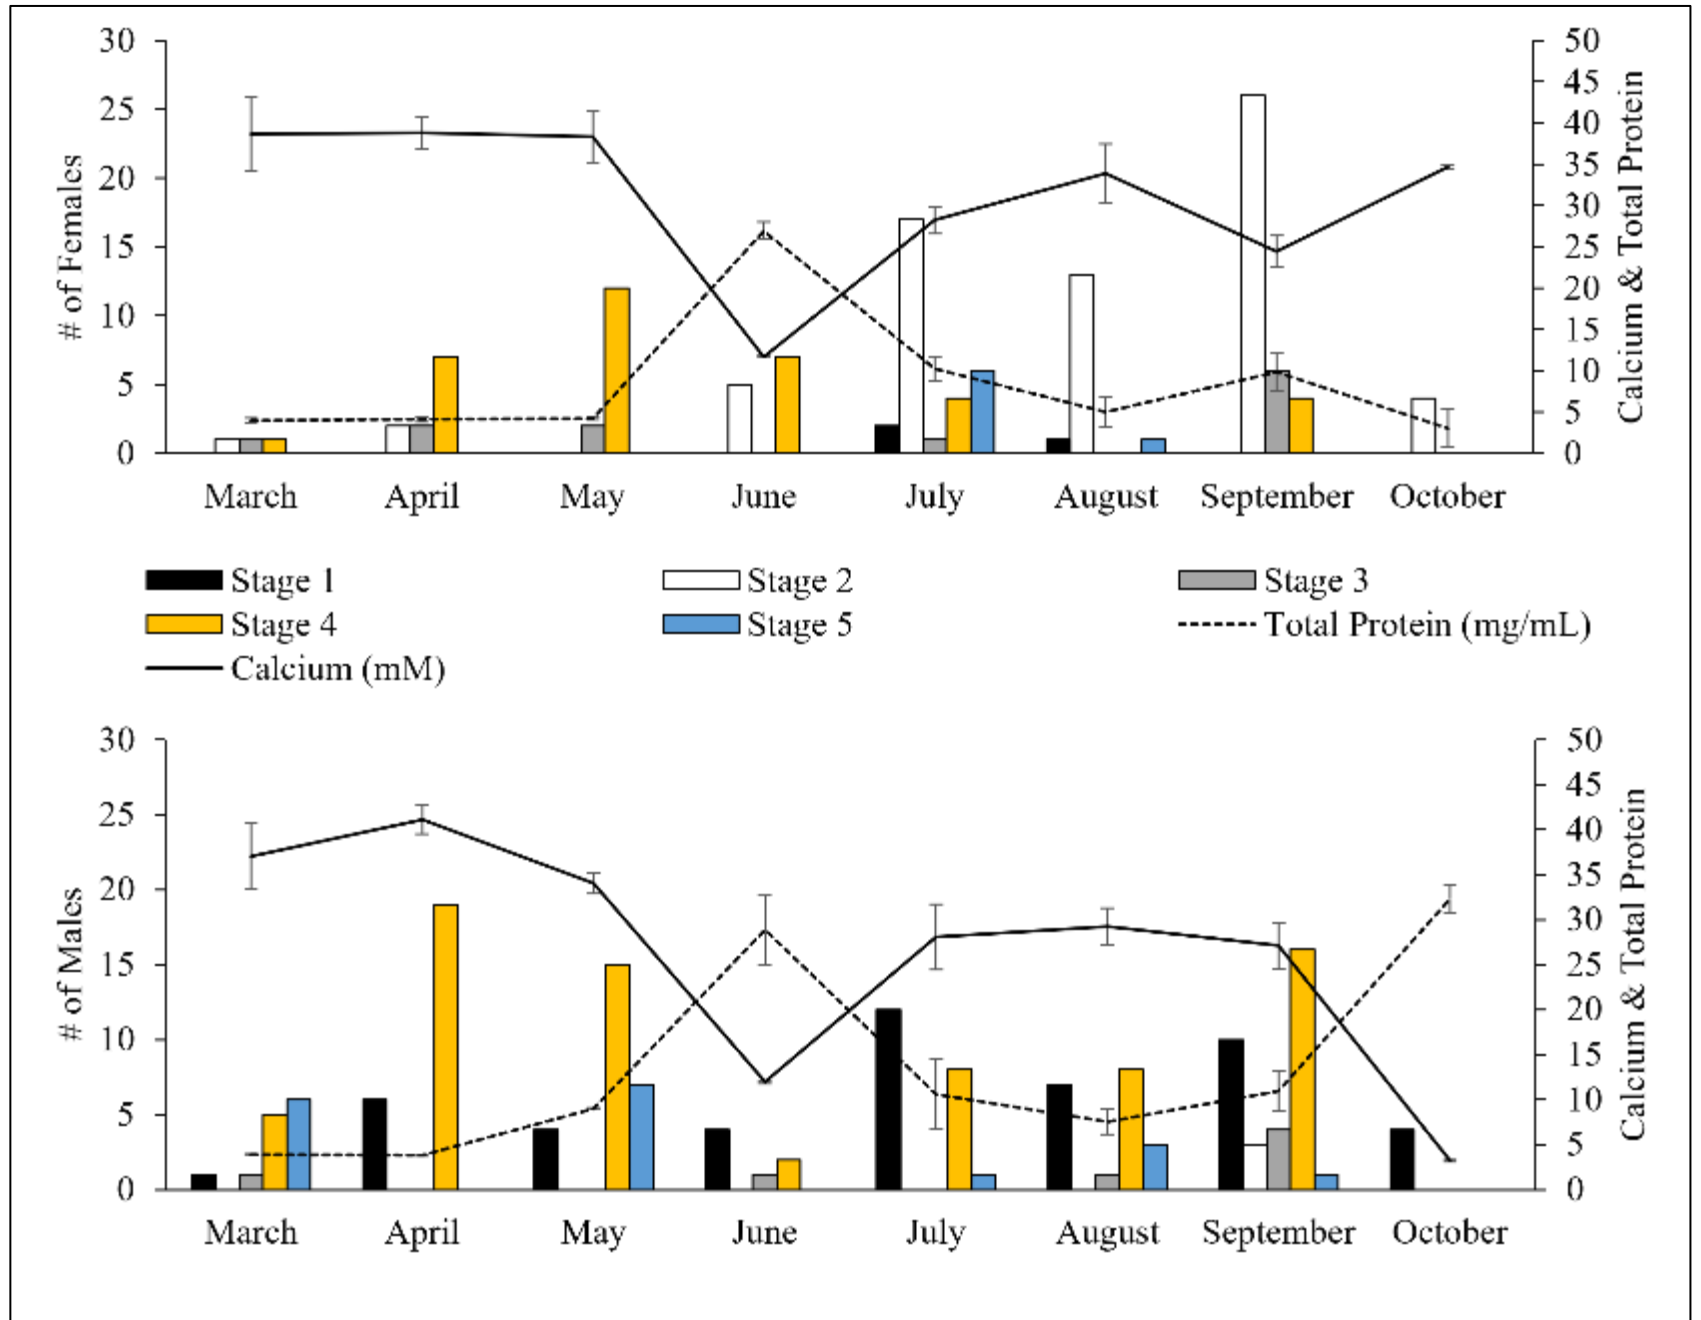 30 50
25 45
20 40
15 35
10 30
5 25
0 20
15
10
5
0
# of Females
Calcium & Total Protein
March April May June July August September October
Stage 1 Stage 2 Stage 3
Stage 4 Stage 5 Total Protein (mg/mL)
Calcium (mM)
30 50
25 45
20 40
15 35
10 30
5 25
0 20
15
10
5
0
# of Males
Calcium & Total Protein
March April May June July August September October